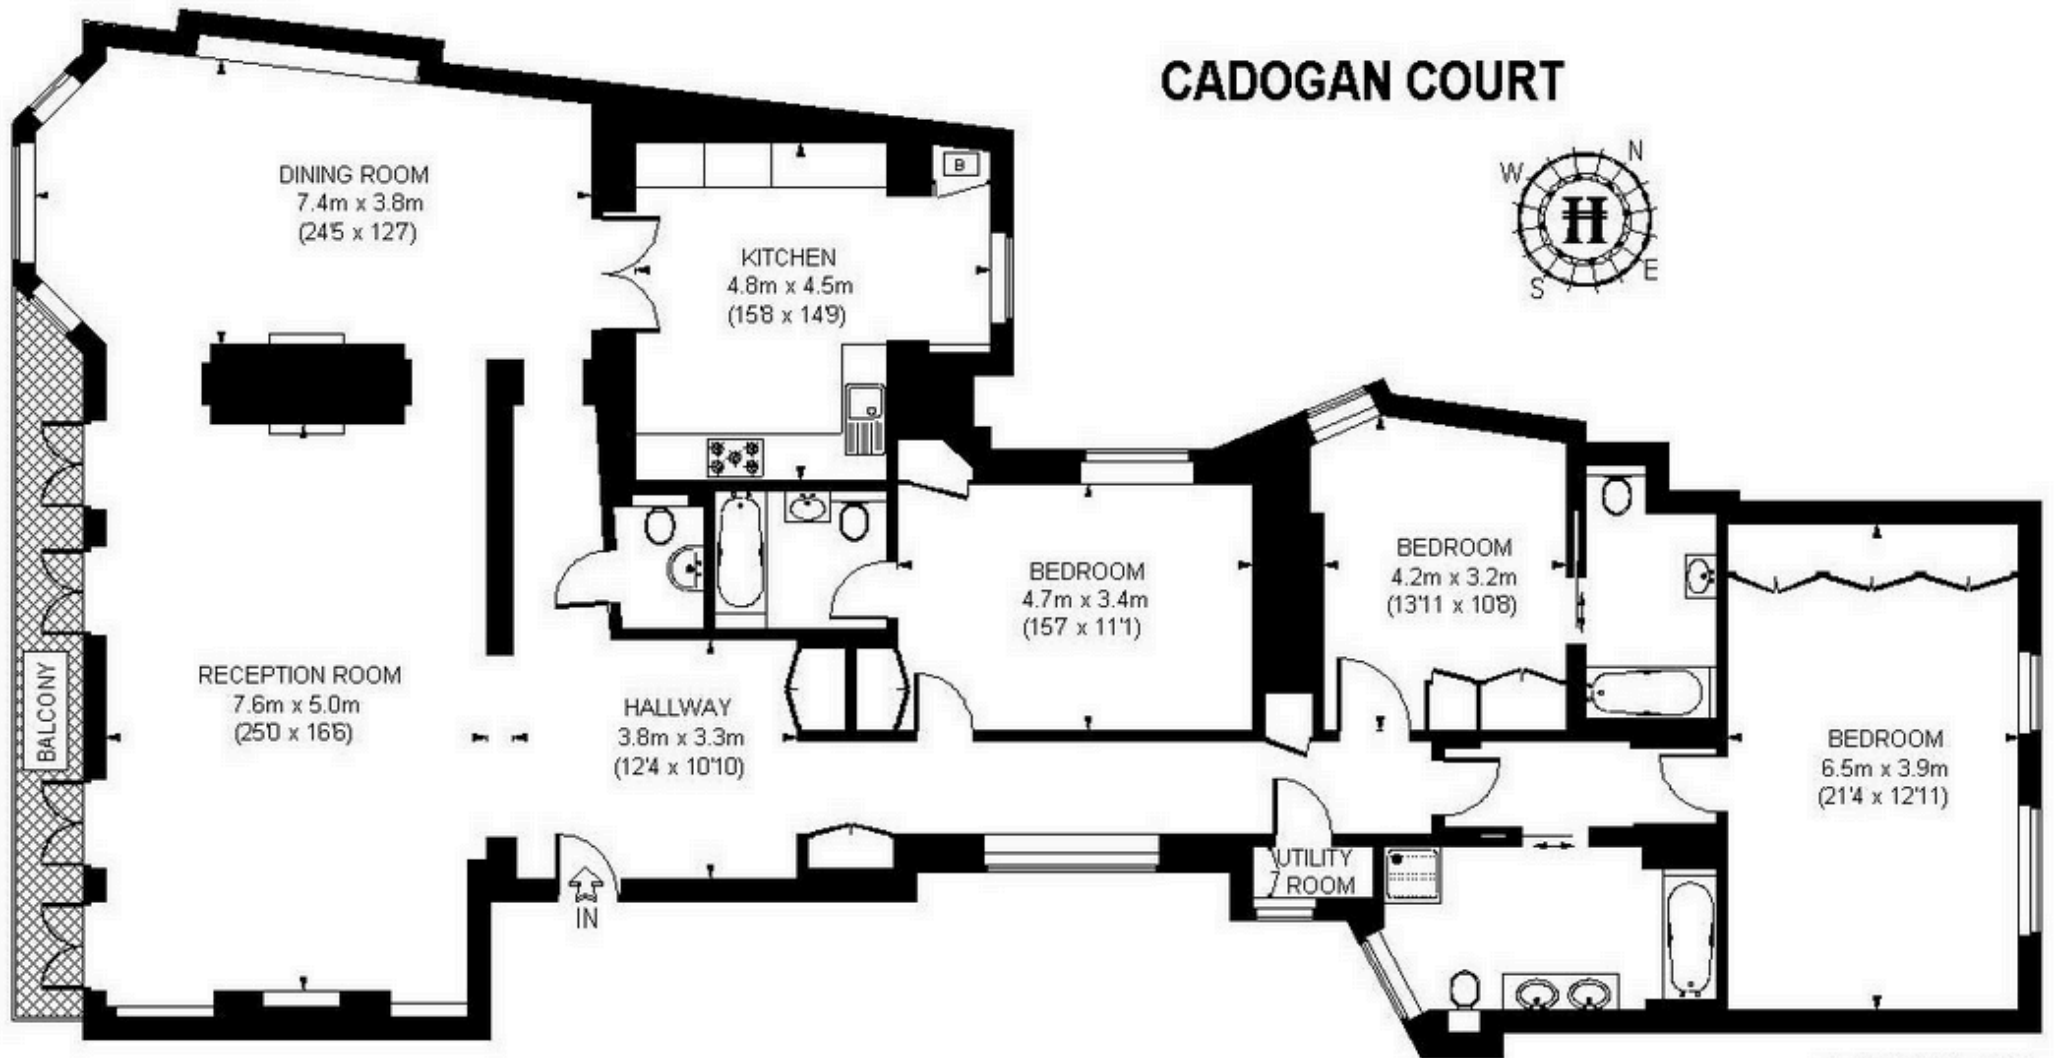 CADOGAN COURT
N
W
H
E
S
DINING ROOM
7.4m x 3.8m
(24'5 x 12'7)
B
KITCHEN
4.8m x 4.5m
(15'8 x 14'9)
BEDROOM
4.7m x 3.4m
(15'7 x 11'1)
BEDROOM
4.2m x 3.2m
(13'11 x 10'8)
RECEPTION ROOM
7.6m x 5.0m
(25'0 x 16'6)
BALCONY
HALLWAY
3.8m x 3.3m
(12'4 x 10'10)
BEDROOM
6.5m x 3.9m
(21'4 x 12'11)
UTILITY
ROOM
IN